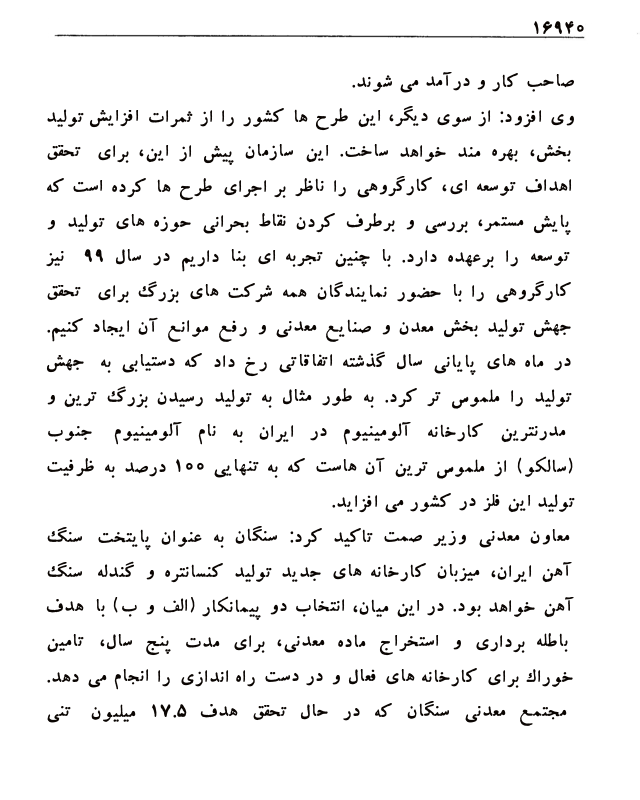 ۱۶۹۴۰
صاحب کار و درآمد می شوند.
وی افزود: از سوی دیگر، این طرح ها کشور را از ثمرات افزایش تولید
بخش، بهره مند خواهد ساخت. این سازمان پیش از این، برای تحقق
اهداف توسعه ای، کارگروهی را ناظر بر اجرای طرح ها کرده است که
پایش مستمر، بررسی و برطرف کردن نقاط بحرانی حوزه های تولید و
توسعه را برعهده دارد. با چنین تجربه ای بنا داریم در سال ۹۹ نیز
کارگروهی را با حضور نمایندگان همه شرکت های بزرگ برای تحقق
جهش تولید بخش معدن و صنایع معدنی و رفع موانع آن ایجاد کنیم.
در ماه های پایانی سال گذشته اتفاقاتی رخ داد که دستیابی به جهش
تولید را ملموس تر کرد. به طور مثال به تولید رسیدن بزرگ ترین و
مدرنترین کارخانه آلومینیوم در ایران به نام آلومینیوم جنوب
(سالکو) از ملموس ترین آن هاست که به تنهایی ۱۰۰ درصد به ظرفیت
تولید این فلز در کشور می افزاید.
معاون معدنی وزیر صمت تاکید کرد: سنگان به عنوان پایتخت سنگ
آهن ایران، میزبان کارخانه های جدید تولید کنسانتره و گندله سنگ
آهن خواهد بود. در این میان، انتخاب دو پیمانکار (الف و ب) با هدف
باطله برداری و استخراج ماده معدنی، برای مدت پنج سال، تامین
خوراک برای کارخانه های فعال و در دست راه اندازی را انجام می دهد.
مجتمع معدنی سنگان که در حال تحقق هدف ۱۷.۵ میلیون تنی